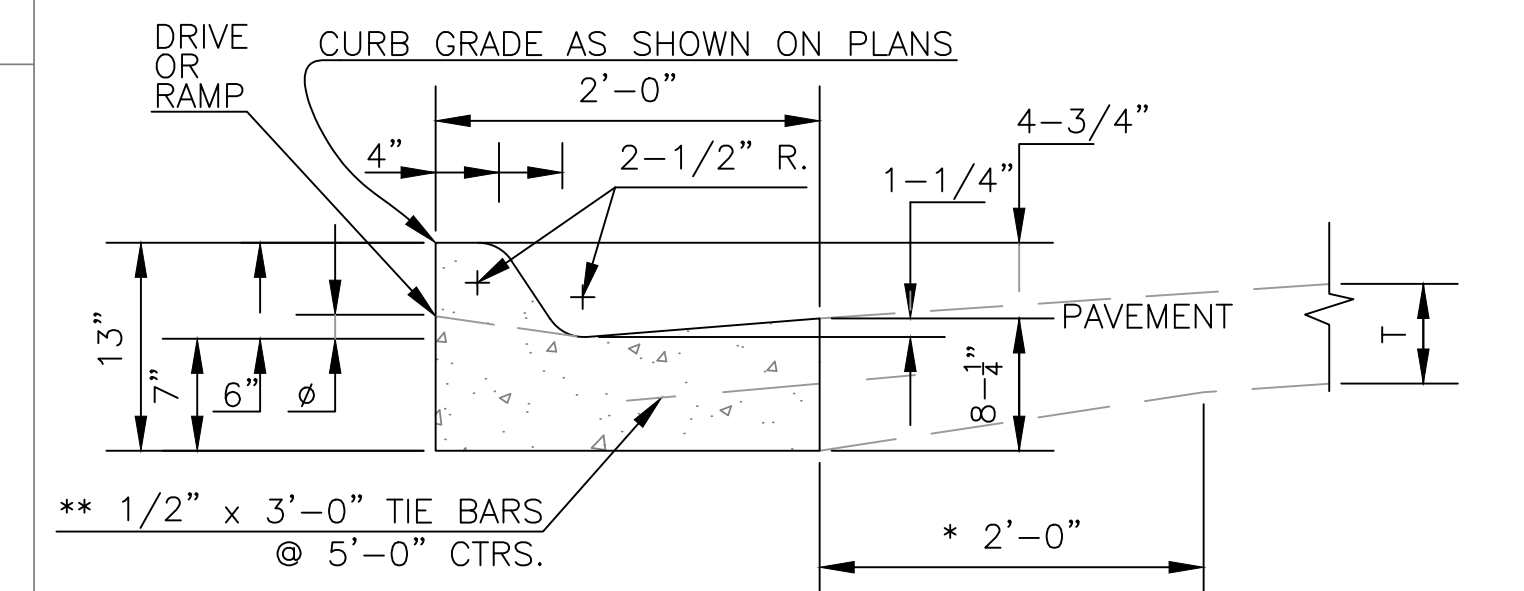 DRIVE
OR
RAMP
CURB GRADE AS SHOWN ON PLANS
2'-0"
4-3/4"
4"
2-1/2" R.
1-1/4"
13"
7"
6"
ø
PAVEMENT
8-1/4"
T
** 1/2" x 3'-0" TIE BARS
@ 5'-0" CTRS.
* 2'-0"